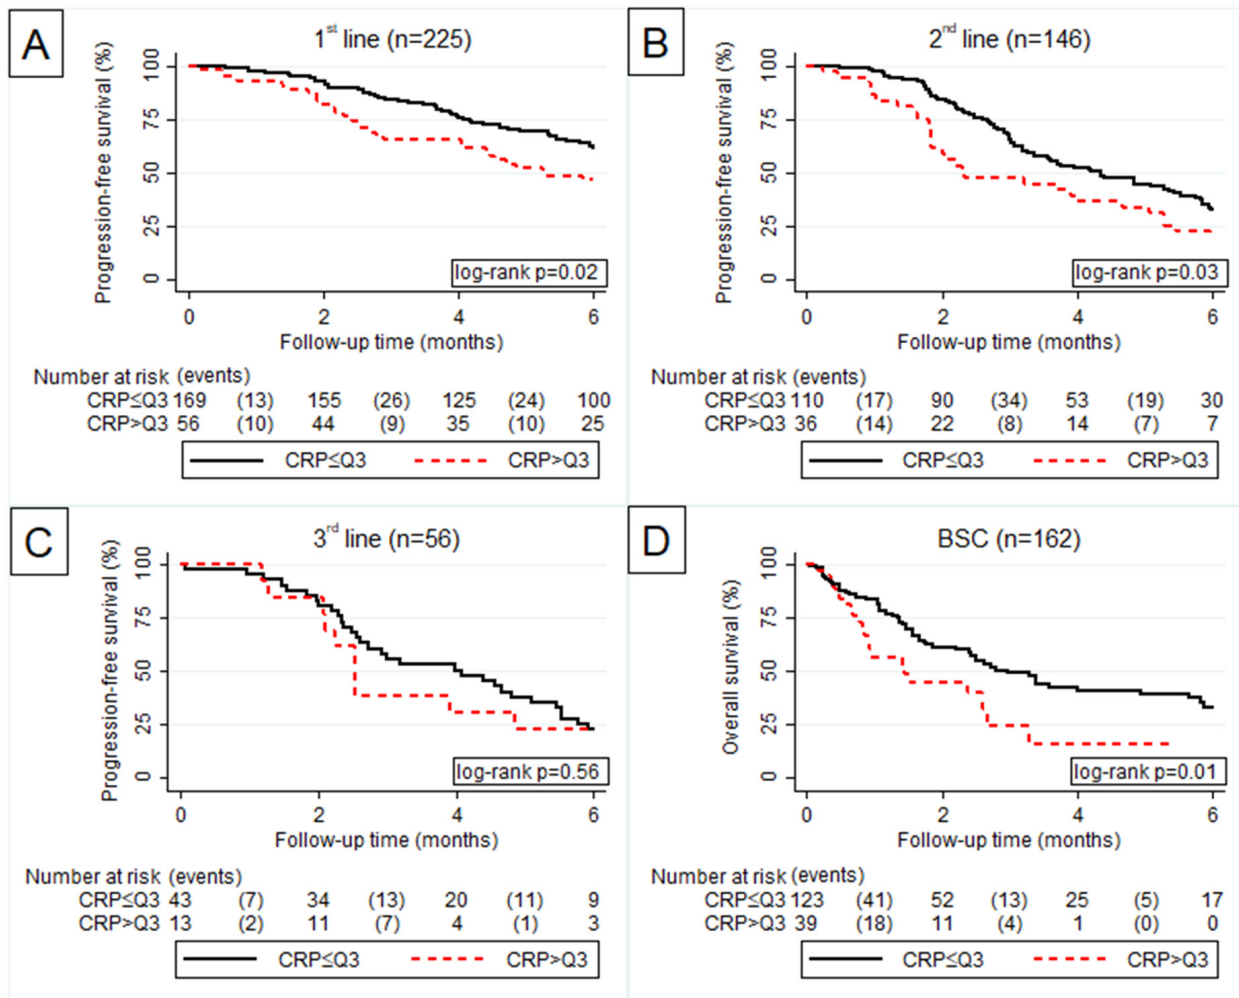 A
1st line (n=225)
Progression-free survival (%)
100
75
50
25
0
log-rank p=0.02
0 2 4 6
Follow-up time (months)
Number at risk (events)
CRP≤Q3 169 (13) 155 (26) 125 (24) 100
CRP>Q3 56 (10) 44 (9) 35 (10) 25
CRP≤Q3 CRP>Q3
B
2nd line (n=146)
Progression-free survival (%)
100
75
50
25
0
log-rank p=0.03
0 2 4 6
Follow-up time (months)
Number at risk (events)
CRP≤Q3 110 (17) 90 (34) 53 (19) 30
CRP>Q3 36 (14) 22 (8) 14 (7) 7
CRP≤Q3 CRP>Q3
C
3rd line (n=56)
Progression-free survival (%)
100
75
50
25
0
log-rank p=0.56
0 2 4 6
Follow-up time (months)
Number at risk (events)
CRP≤Q3 43 (7) 34 (13) 20 (11) 9
CRP>Q3 13 (2) 11 (7) 4 (1) 3
CRP≤Q3 CRP>Q3
D
BSC (n=162)
Overall survival (%)
100
75
50
25
0
log-rank p=0.01
0 2 4 6
Follow-up time (months)
Number at risk (events)
CRP≤Q3 123 (41) 52 (13) 25 (5) 17
CRP>Q3 39 (18) 11 (4) 1 (0) 0
CRP≤Q3 CRP>Q3